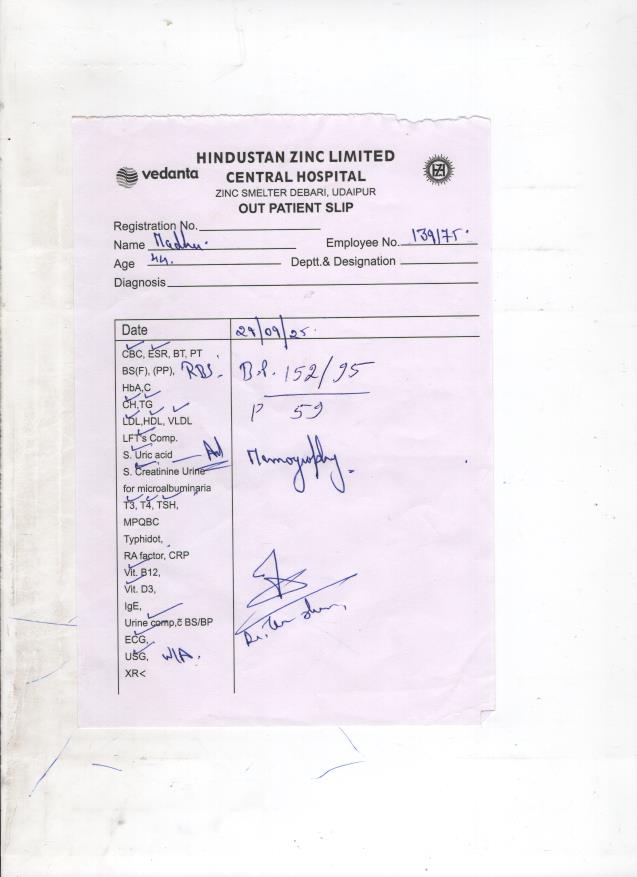 vedanta
HINDUSTAN ZINC LIMITED
CENTRAL HOSPITAL
ZINC SMELTER DEBARI, UDAIPUR
OUT PATIENT SLIP
Registration No.
Name Madhu. Employee No. 139175.
Age 44. Deptt.& Designation
Diagnosis
Date 29/09/25.
CBC, ESR, BT, PT
BS(F), (PP), RBS. B.P. 152/95
HbA,C
CH,TG P 59
LDL,HDL, VLDL
LFT's Comp.
S. Uric acid Mamography.
S. Creatinine Urine
for microalbuminaria
T3, T4, TSH,
MPQBC
Typhidot,
RA factor, CRP
Vit. B12,
Vit. D3,
IgE,
Urine comp,c̄ BS/BP
ECG, Dr.
USG, W/A.
XR<